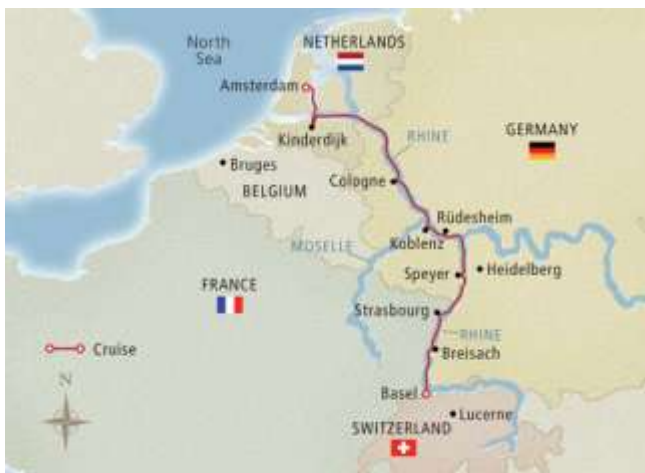 North
Sea
NETHERLANDS
Amsterdam
Kinderdijk
RHINE
GERMANY
Bruges
BELGIUM
Cologne
Rüdesheim
Koblenz
MOSELLE
Speyer
Heidelberg
FRANCE
Strasbourg
RHINE
Cruise
Breisach
N
Basel
Lucerne
SWITZERLAND